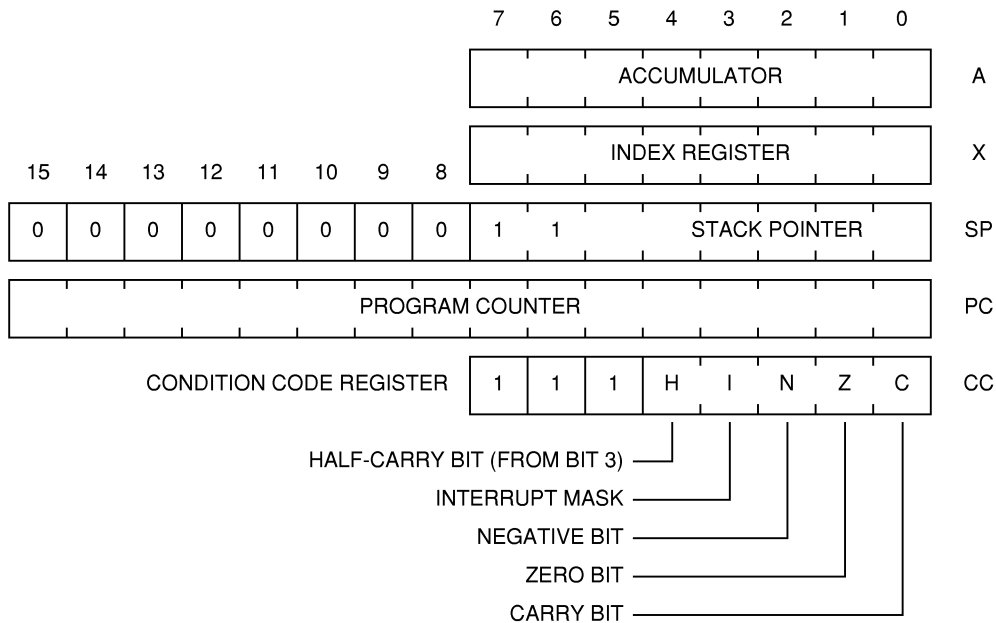 7 6 5 4 3 2 1 0
ACCUMULATOR A
INDEX REGISTER X
15 14 13 12 11 10 9 8
0 0 0 0 0 0 0 0 1 1 STACK POINTER SP
PROGRAM COUNTER PC
CONDITION CODE REGISTER 1 1 1 H I N Z C CC
HALF-CARRY BIT (FROM BIT 3)
INTERRUPT MASK
NEGATIVE BIT
ZERO BIT
CARRY BIT